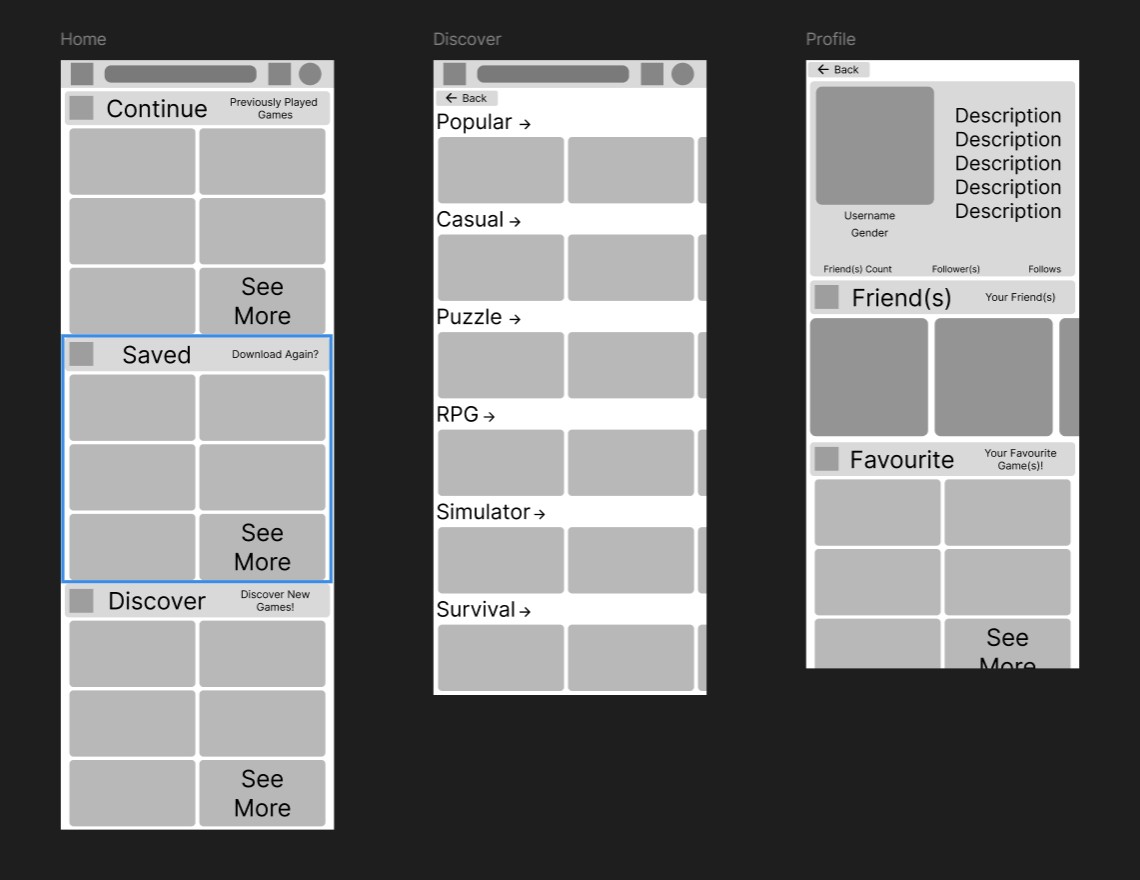 Home
Continue
Previously Played
Games
See
More
Saved
Download Again?
See
More
Discover
Discover New
Games!
See
More
Discover
← Back
Popular →
Casual →
Puzzle →
RPG →
Simulator →
Survival →
Profile
← Back
Description
Description
Description
Description
Description
Username
Gender
Friend(s) Count
Follower(s)
Follows
Friend(s)
Your Friend(s)
Favourite
Your Favourite
Game(s)!
See
More